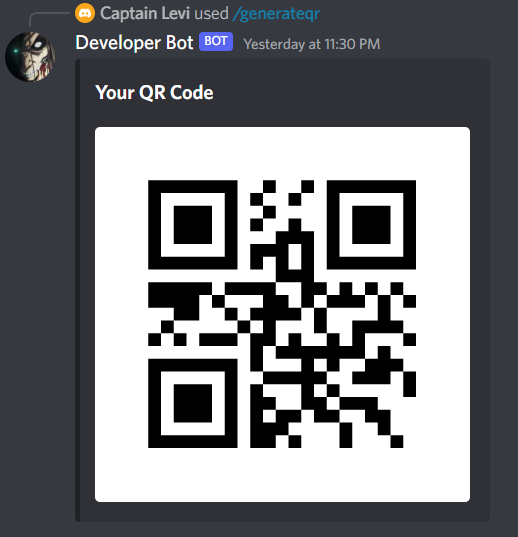 Captain Levi used /generateqr
Developer Bot BOT Yesterday at 11:30 PM
Your QR Code